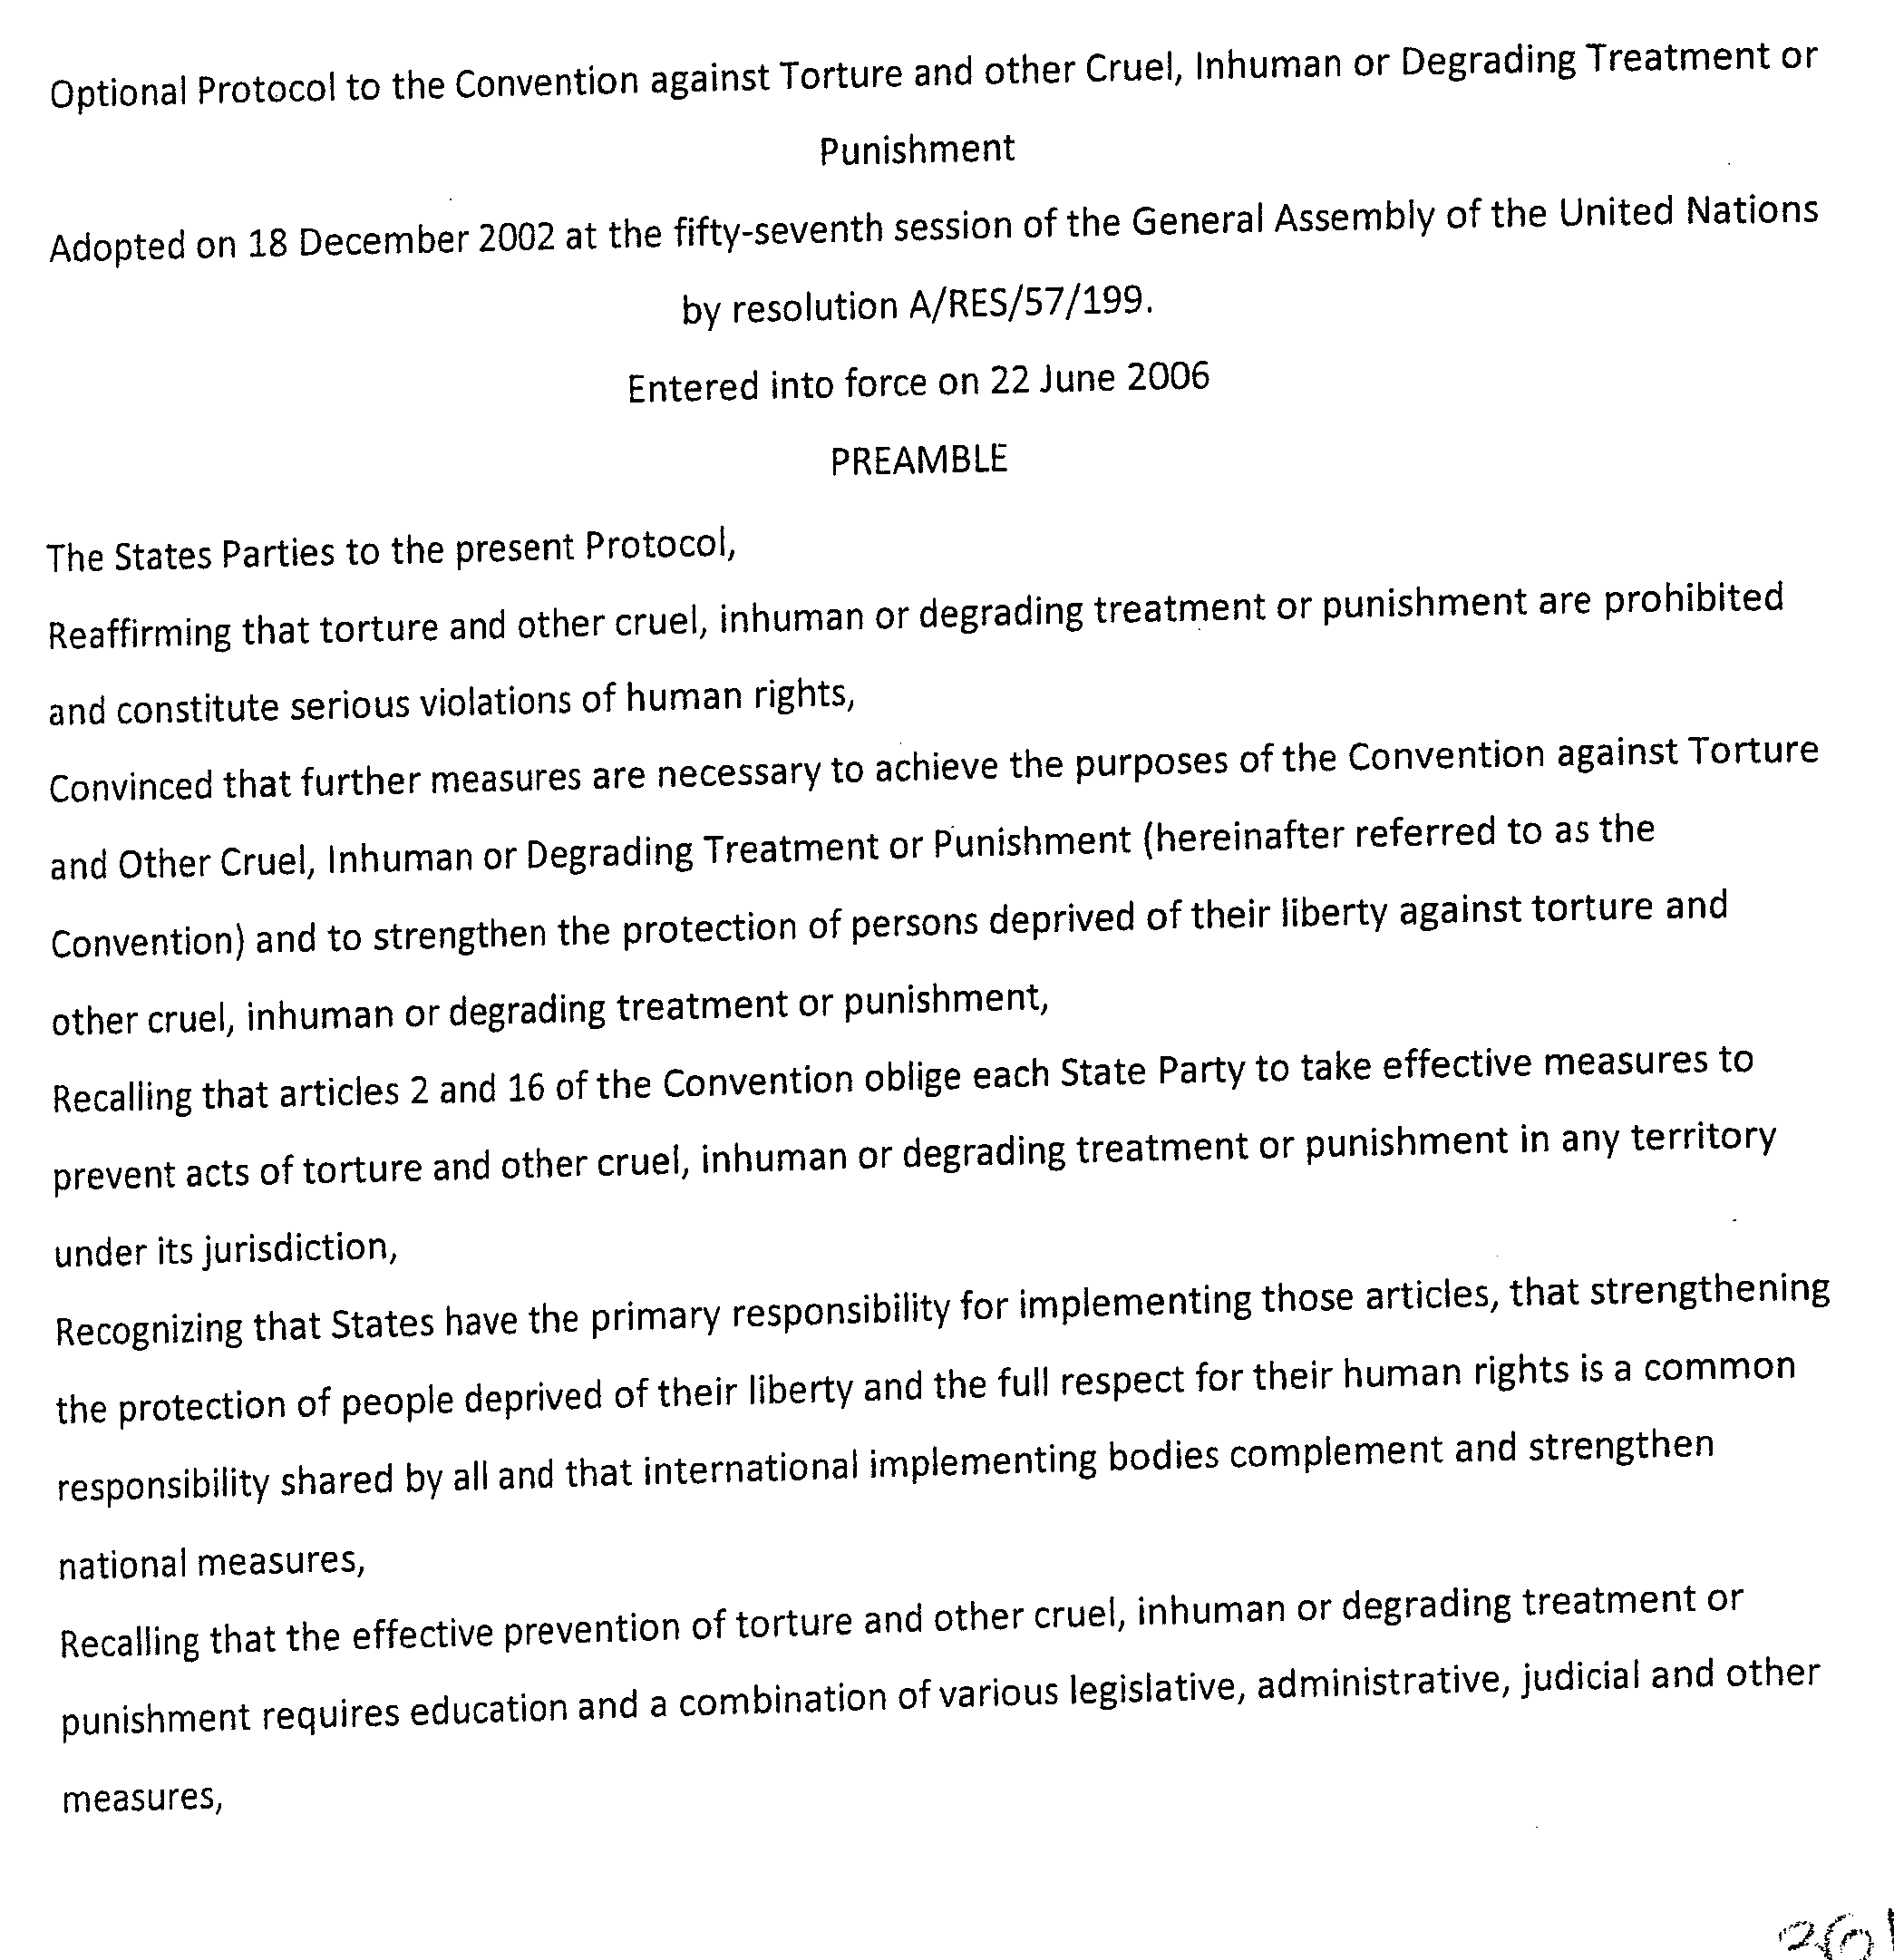 Optional Protocol to the Convention against Torture and other Cruel, Inhuman or Degrading Treatment or
Punishment
Adopted on 18 December 2002 at the fifty-seventh session of the General Assembly of the United Nations
by resolution A/RES/57/199.
Entered into force on 22 June 2006
PREAMBLE
The States Parties to the present Protocol,
Reaffirming that torture and other cruel, inhuman or degrading treatment or punishment are prohibited
and constitute serious violations of human rights,
Convinced that further measures are necessary to achieve the purposes of the Convention against Torture
and Other Cruel, Inhuman or Degrading Treatment or Punishment (hereinafter referred to as the
Convention) and to strengthen the protection of persons deprived of their liberty against torture and
other cruel, inhuman or degrading treatment or punishment,
Recalling that articles 2 and 16 of the Convention oblige each State Party to take effective measures to
prevent acts of torture and other cruel, inhuman or degrading treatment or punishment in any territory
under its jurisdiction,
Recognizing that States have the primary responsibility for implementing those articles, that strengthening
the protection of people deprived of their liberty and the full respect for their human rights is a common
responsibility shared by all and that international implementing bodies complement and strengthen
national measures,
Recalling that the effective prevention of torture and other cruel, inhuman or degrading treatment or
punishment requires education and a combination of various legislative, administrative, judicial and other
measures,